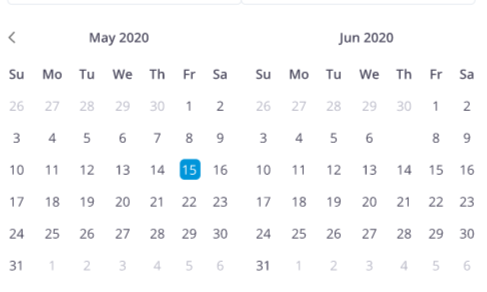 May 2020 Jun 2020
Su Mo Tu We Th Fr Sa Su Mo Tu We Th Fr Sa
26 27 28 29 30 1 2 26 27 28 29 30 1 2
3 4 5 6 7 8 9 3 4 5 6 8 9
10 11 12 13 14 15 16 10 11 12 13 14 15 16
17 18 19 20 21 22 23 17 18 19 20 21 22 23
24 25 26 27 28 29 30 24 25 26 27 28 29 30
31 1 2 3 4 5 6 31 1 2 3 4 5 6